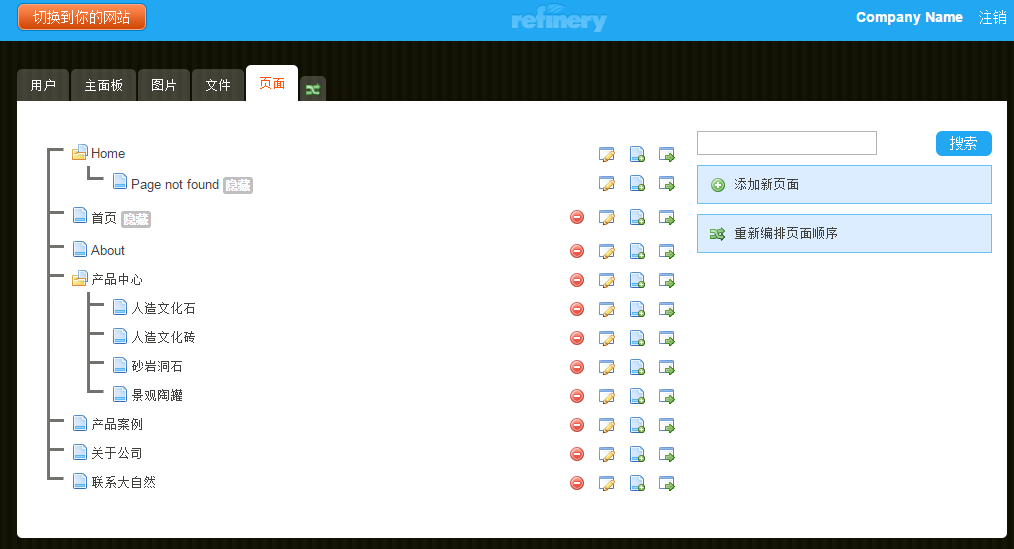 切换到你的网站
refinery
Company Name 注销
用户 主面板 图片 文件 页面
Home
Page not found 隐藏
首页 隐藏
About
产品中心
人造文化石
人造文化砖
砂岩洞石
景观陶罐
产品案例
关于公司
联系大自然
搜索
添加新页面
重新编排页面顺序